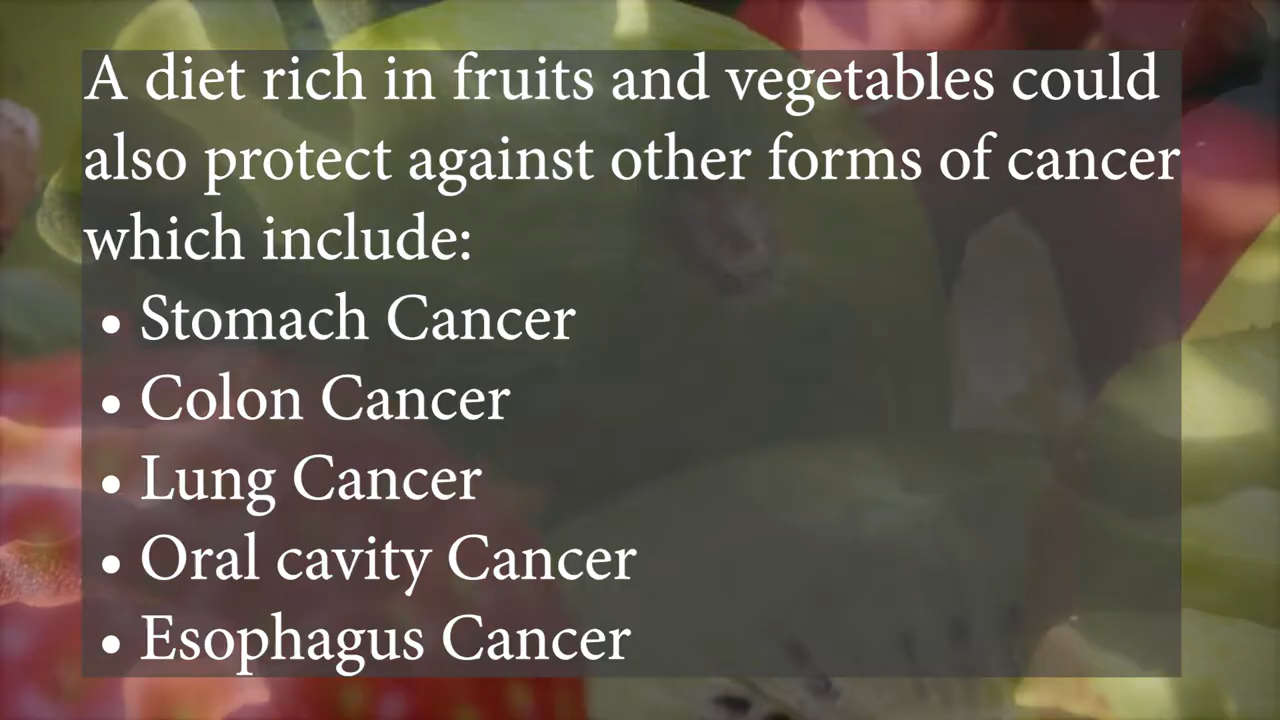 A diet rich in fruits and vegetables could
also protect against other forms of cancer
which include:
• Stomach Cancer
• Colon Cancer
• Lung Cancer
• Oral cavity Cancer
• Esophagus Cancer